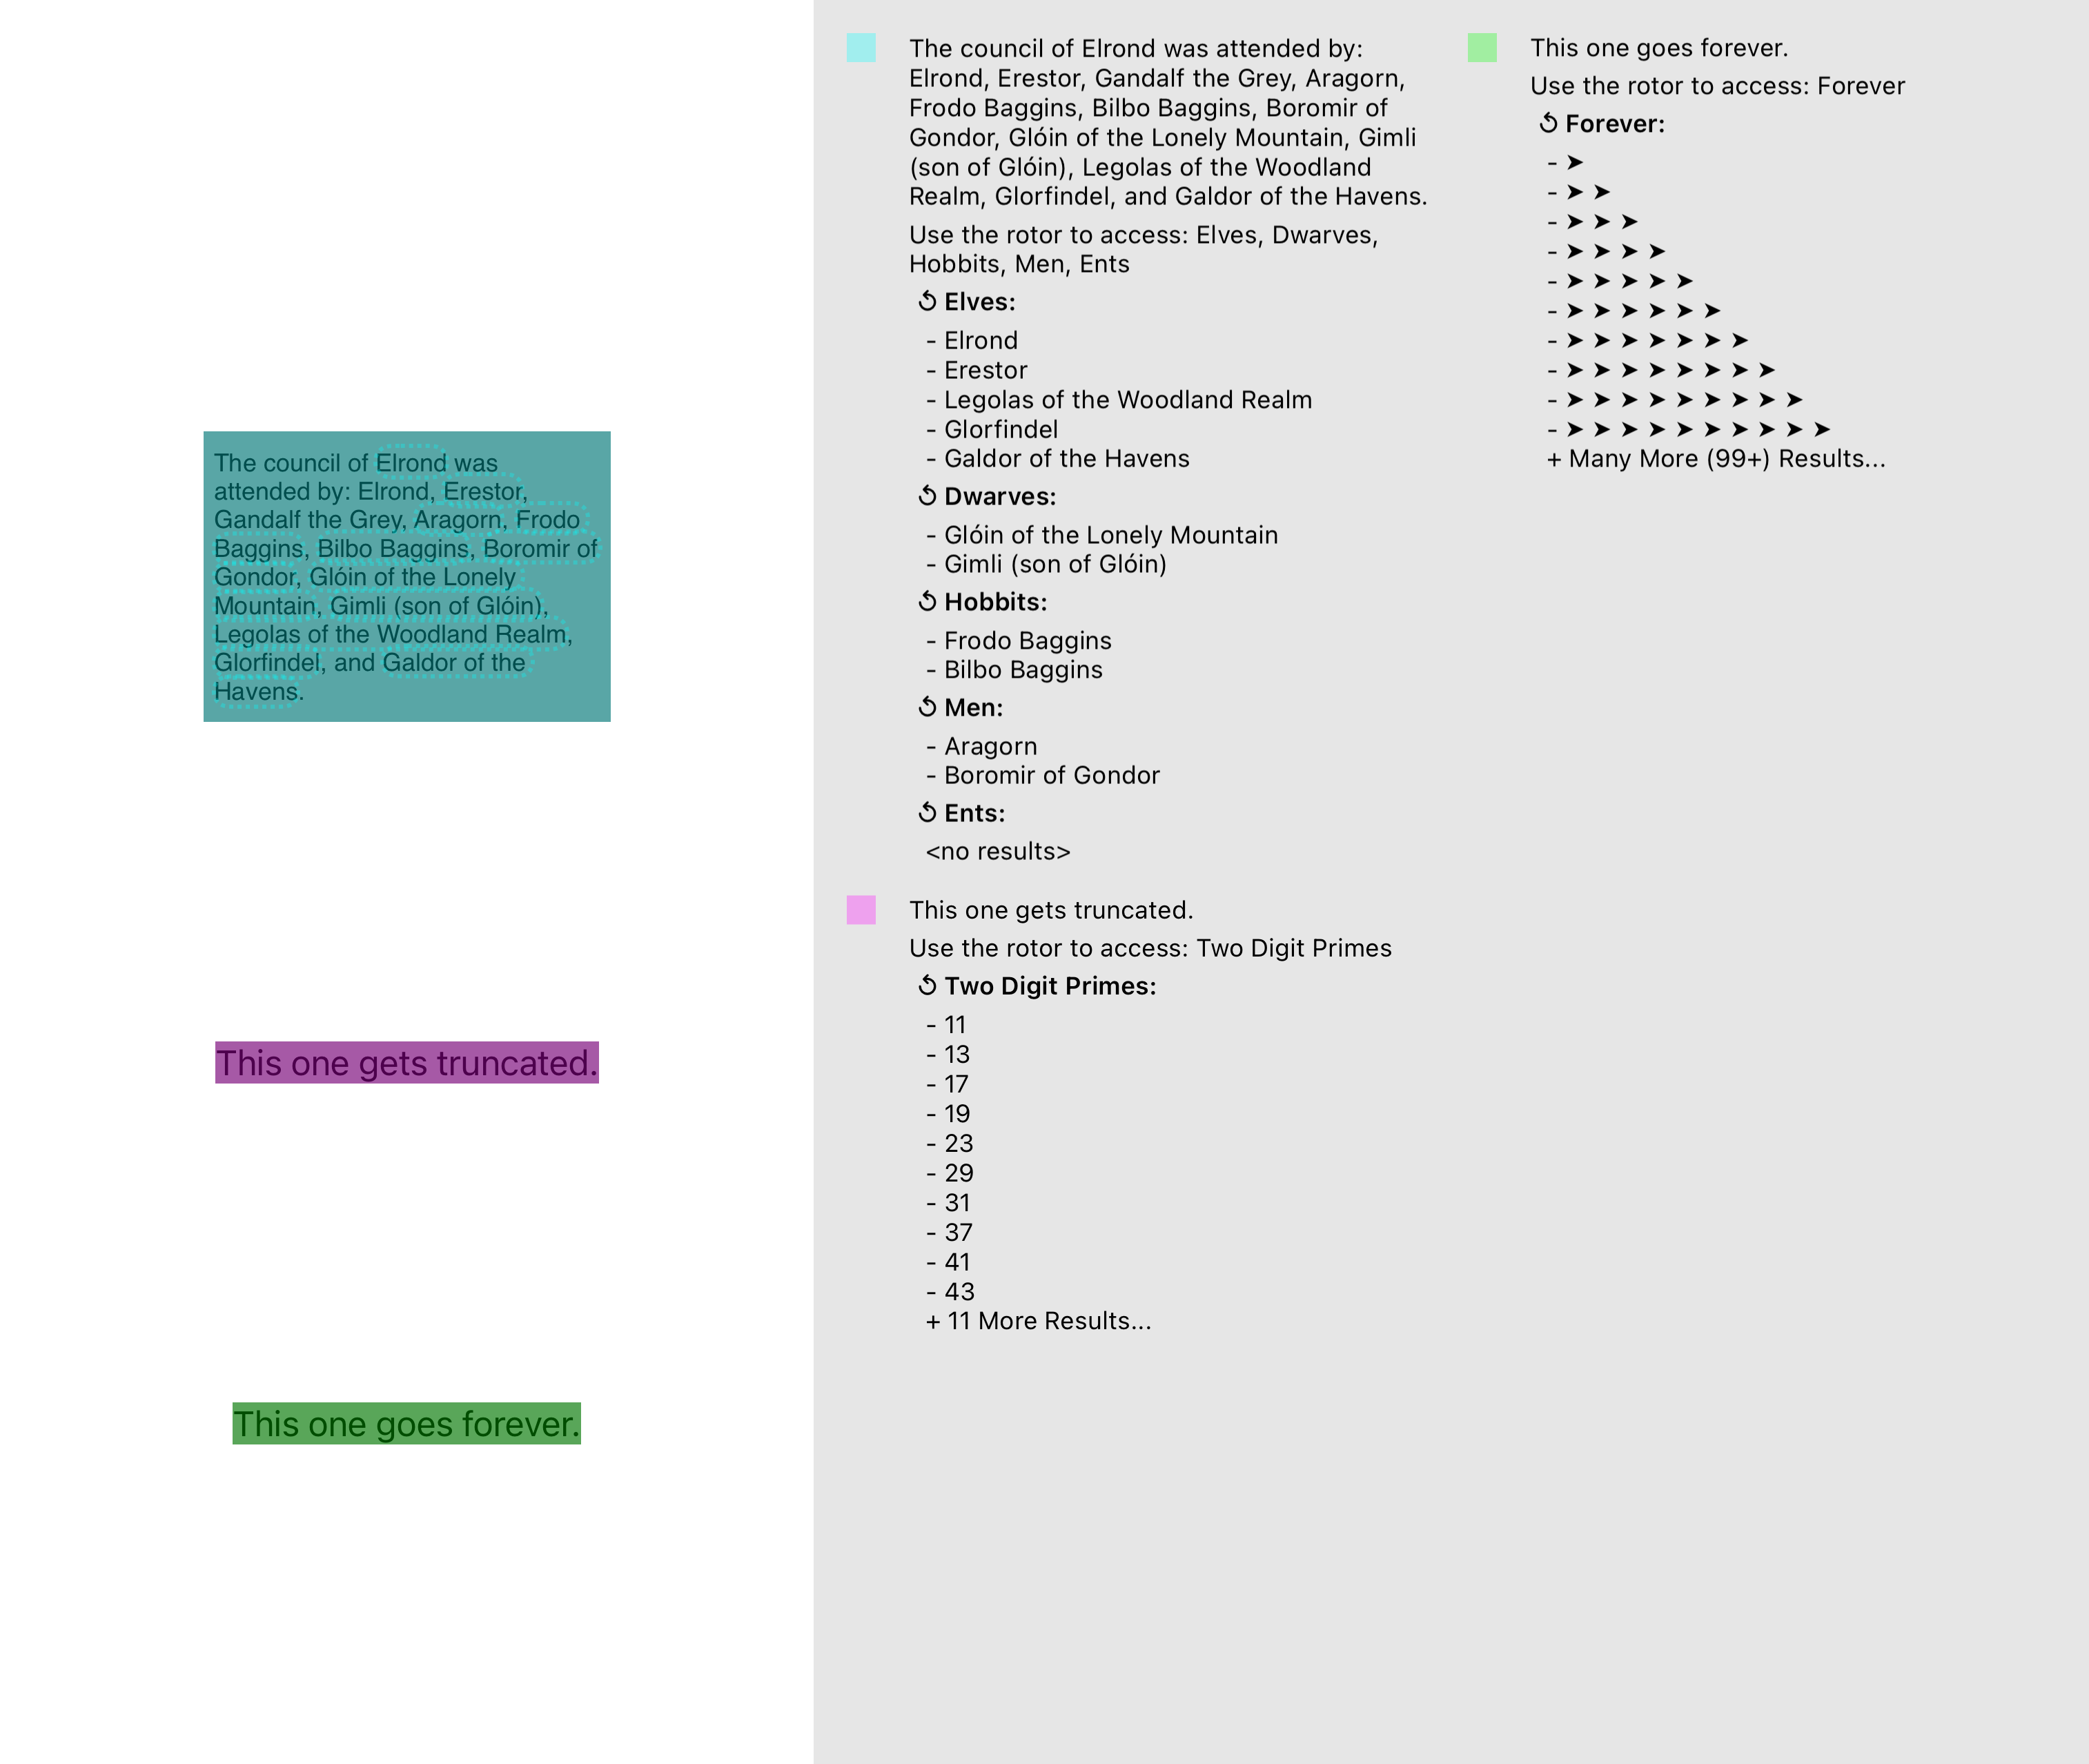 The council of Elrond was
attended by: Elrond, Erestor,
Gandalf the Grey, Aragorn, Frodo
Baggins, Bilbo Baggins, Boromir of
Gondor, Glóin of the Lonely
Mountain, Gimli (son of Glóin),
Legolas of the Woodland Realm,
Glorfindel, and Galdor of the
Havens.
This one gets truncated.
This one goes forever.
The council of Elrond was attended by:
Elrond, Erestor, Gandalf the Grey, Aragorn,
Frodo Baggins, Bilbo Baggins, Boromir of
Gondor, Glóin of the Lonely Mountain, Gimli
(son of Glóin), Legolas of the Woodland
Realm, Glorfindel, and Galdor of the Havens.
Use the rotor to access: Elves, Dwarves,
Hobbits, Men, Ents
↺ Elves:
- Elrond
- Erestor
- Legolas of the Woodland Realm
- Glorfindel
- Galdor of the Havens
↺ Dwarves:
- Glóin of the Lonely Mountain
- Gimli (son of Glóin)
↺ Hobbits:
- Frodo Baggins
- Bilbo Baggins
↺ Men:
- Aragorn
- Boromir of Gondor
↺ Ents:
<no results>
This one gets truncated.
Use the rotor to access: Two Digit Primes
↺ Two Digit Primes:
- 11
- 13
- 17
- 19
- 23
- 29
- 31
- 37
- 41
- 43
+ 11 More Results...
This one goes forever.
Use the rotor to access: Forever
↺ Forever:
- ➤
- ➤ ➤
- ➤ ➤ ➤
- ➤ ➤ ➤ ➤
- ➤ ➤ ➤ ➤ ➤
- ➤ ➤ ➤ ➤ ➤ ➤
- ➤ ➤ ➤ ➤ ➤ ➤ ➤
- ➤ ➤ ➤ ➤ ➤ ➤ ➤ ➤
- ➤ ➤ ➤ ➤ ➤ ➤ ➤ ➤ ➤
- ➤ ➤ ➤ ➤ ➤ ➤ ➤ ➤ ➤ ➤
+ Many More (99+) Results...